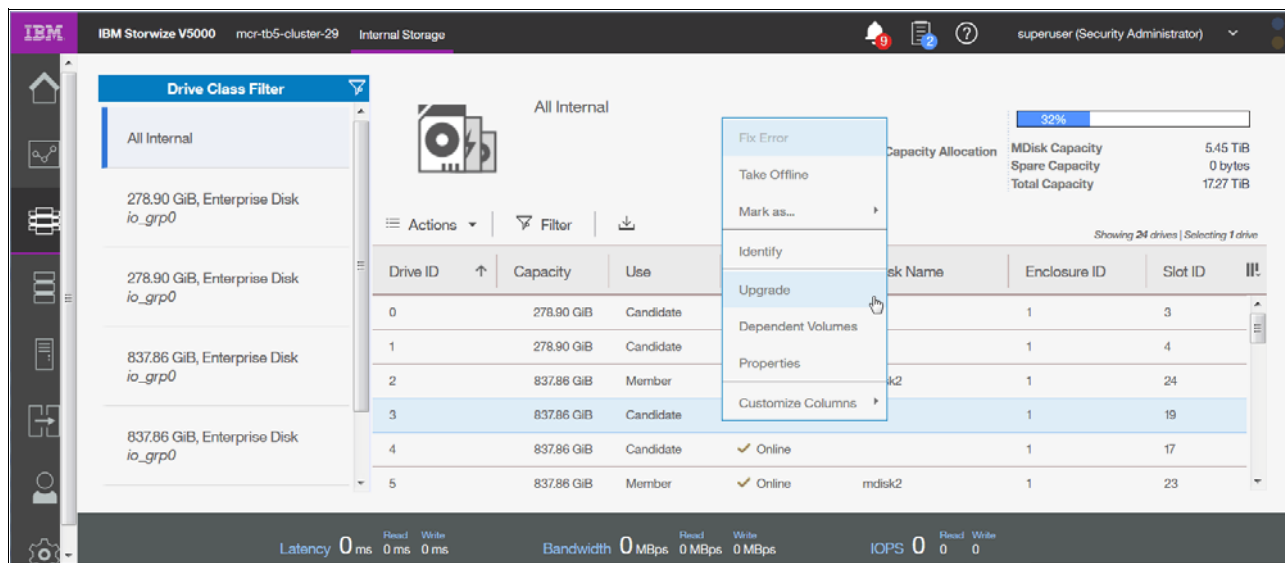 IBM IBM Storwize V5000 mcr-tb5-cluster-29 Internal Storage 9 2 ? superuser (Security Administrator)
Drive Class Filter
All Internal
278.90 GiB, Enterprise Disk
io_grp0
278.90 GiB, Enterprise Disk
io_grp0
837.86 GiB, Enterprise Disk
io_grp0
837.86 GiB, Enterprise Disk
io_grp0
All Internal
32%
Capacity Allocation
MDisk Capacity 5.45 TiB
Spare Capacity 0 bytes
Total Capacity 17.27 TiB
Actions Filter
Showing 24 drives | Selecting 1 drive
Fix Error
Take Offline
Mark as...
Identify
Upgrade
Dependent Volumes
Properties
Customize Columns
Drive ID Capacity Use sk Name Enclosure ID Slot ID
0 278.90 GiB Candidate 1 3
1 278.90 GiB Candidate 1 4
2 837.86 GiB Member sk2 1 24
3 837.86 GiB Candidate 1 19
4 837.86 GiB Candidate Online 1 17
5 837.86 GiB Member Online mdisk2 1 23
Read Write Read Write Read Write
Latency 0 ms 0 ms 0 ms Bandwidth 0 MBps 0 MBps 0 MBps IOPS 0 0 0